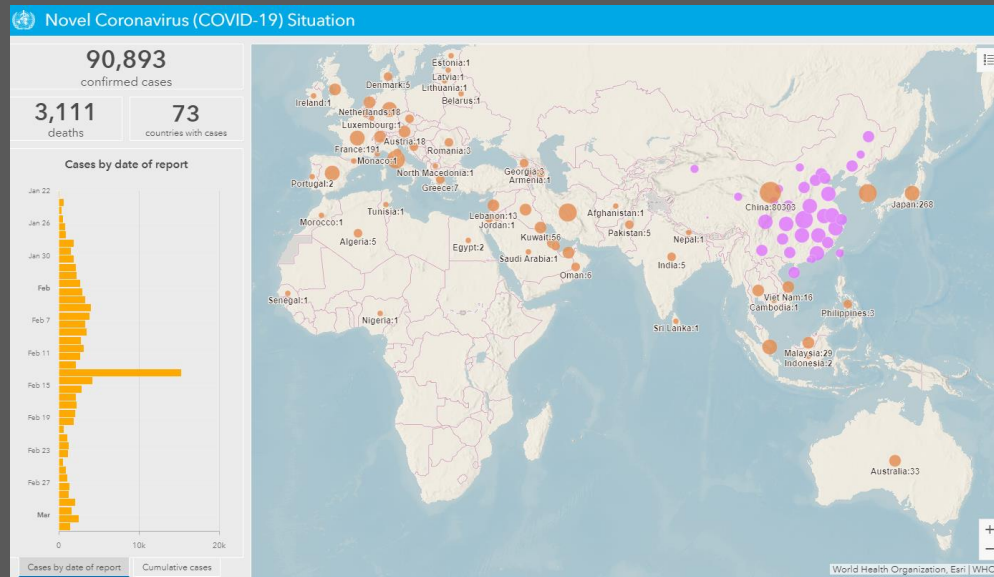 Novel Coronavirus (COVID-19) Situation
90,893
confirmed cases
3,111
deaths
73
countries with cases
Cases by date of report
Jan 22
Jan 26
Jan 30
Feb
Feb 7
Feb 11
Feb 15
Feb 19
Feb 23
Feb 27
Mar
0
10k
20k
Cases by date of report
Cumulative cases
Estonia:1
Latvia:1
Denmark:5
Lithuania:1
Ireland:1
Belarus:1
Netherlands:18
Luxembourg:1
Austria:18
France:191
Romania:3
Monaco:1
North Macedonia:1
Georgia:3
Armenia:1
Portugal:2
Greece:7
China:80303
Japan:268
Tunisia:1
Lebanon:13
Afghanistan:1
Morocco:1
Jordan:1
Pakistan:5
Algeria:5
Kuwait:56
Nepal:1
Egypt:2
Saudi Arabia:1
India:5
Oman:6
Senegal:1
Viet Nam:16
Cambodia:1
Philippines:3
Nigeria:1
Sri Lanka:1
Malaysia:29
Indonesia:2
Australia:33
+
−
World Health Organization, Esri | WHO